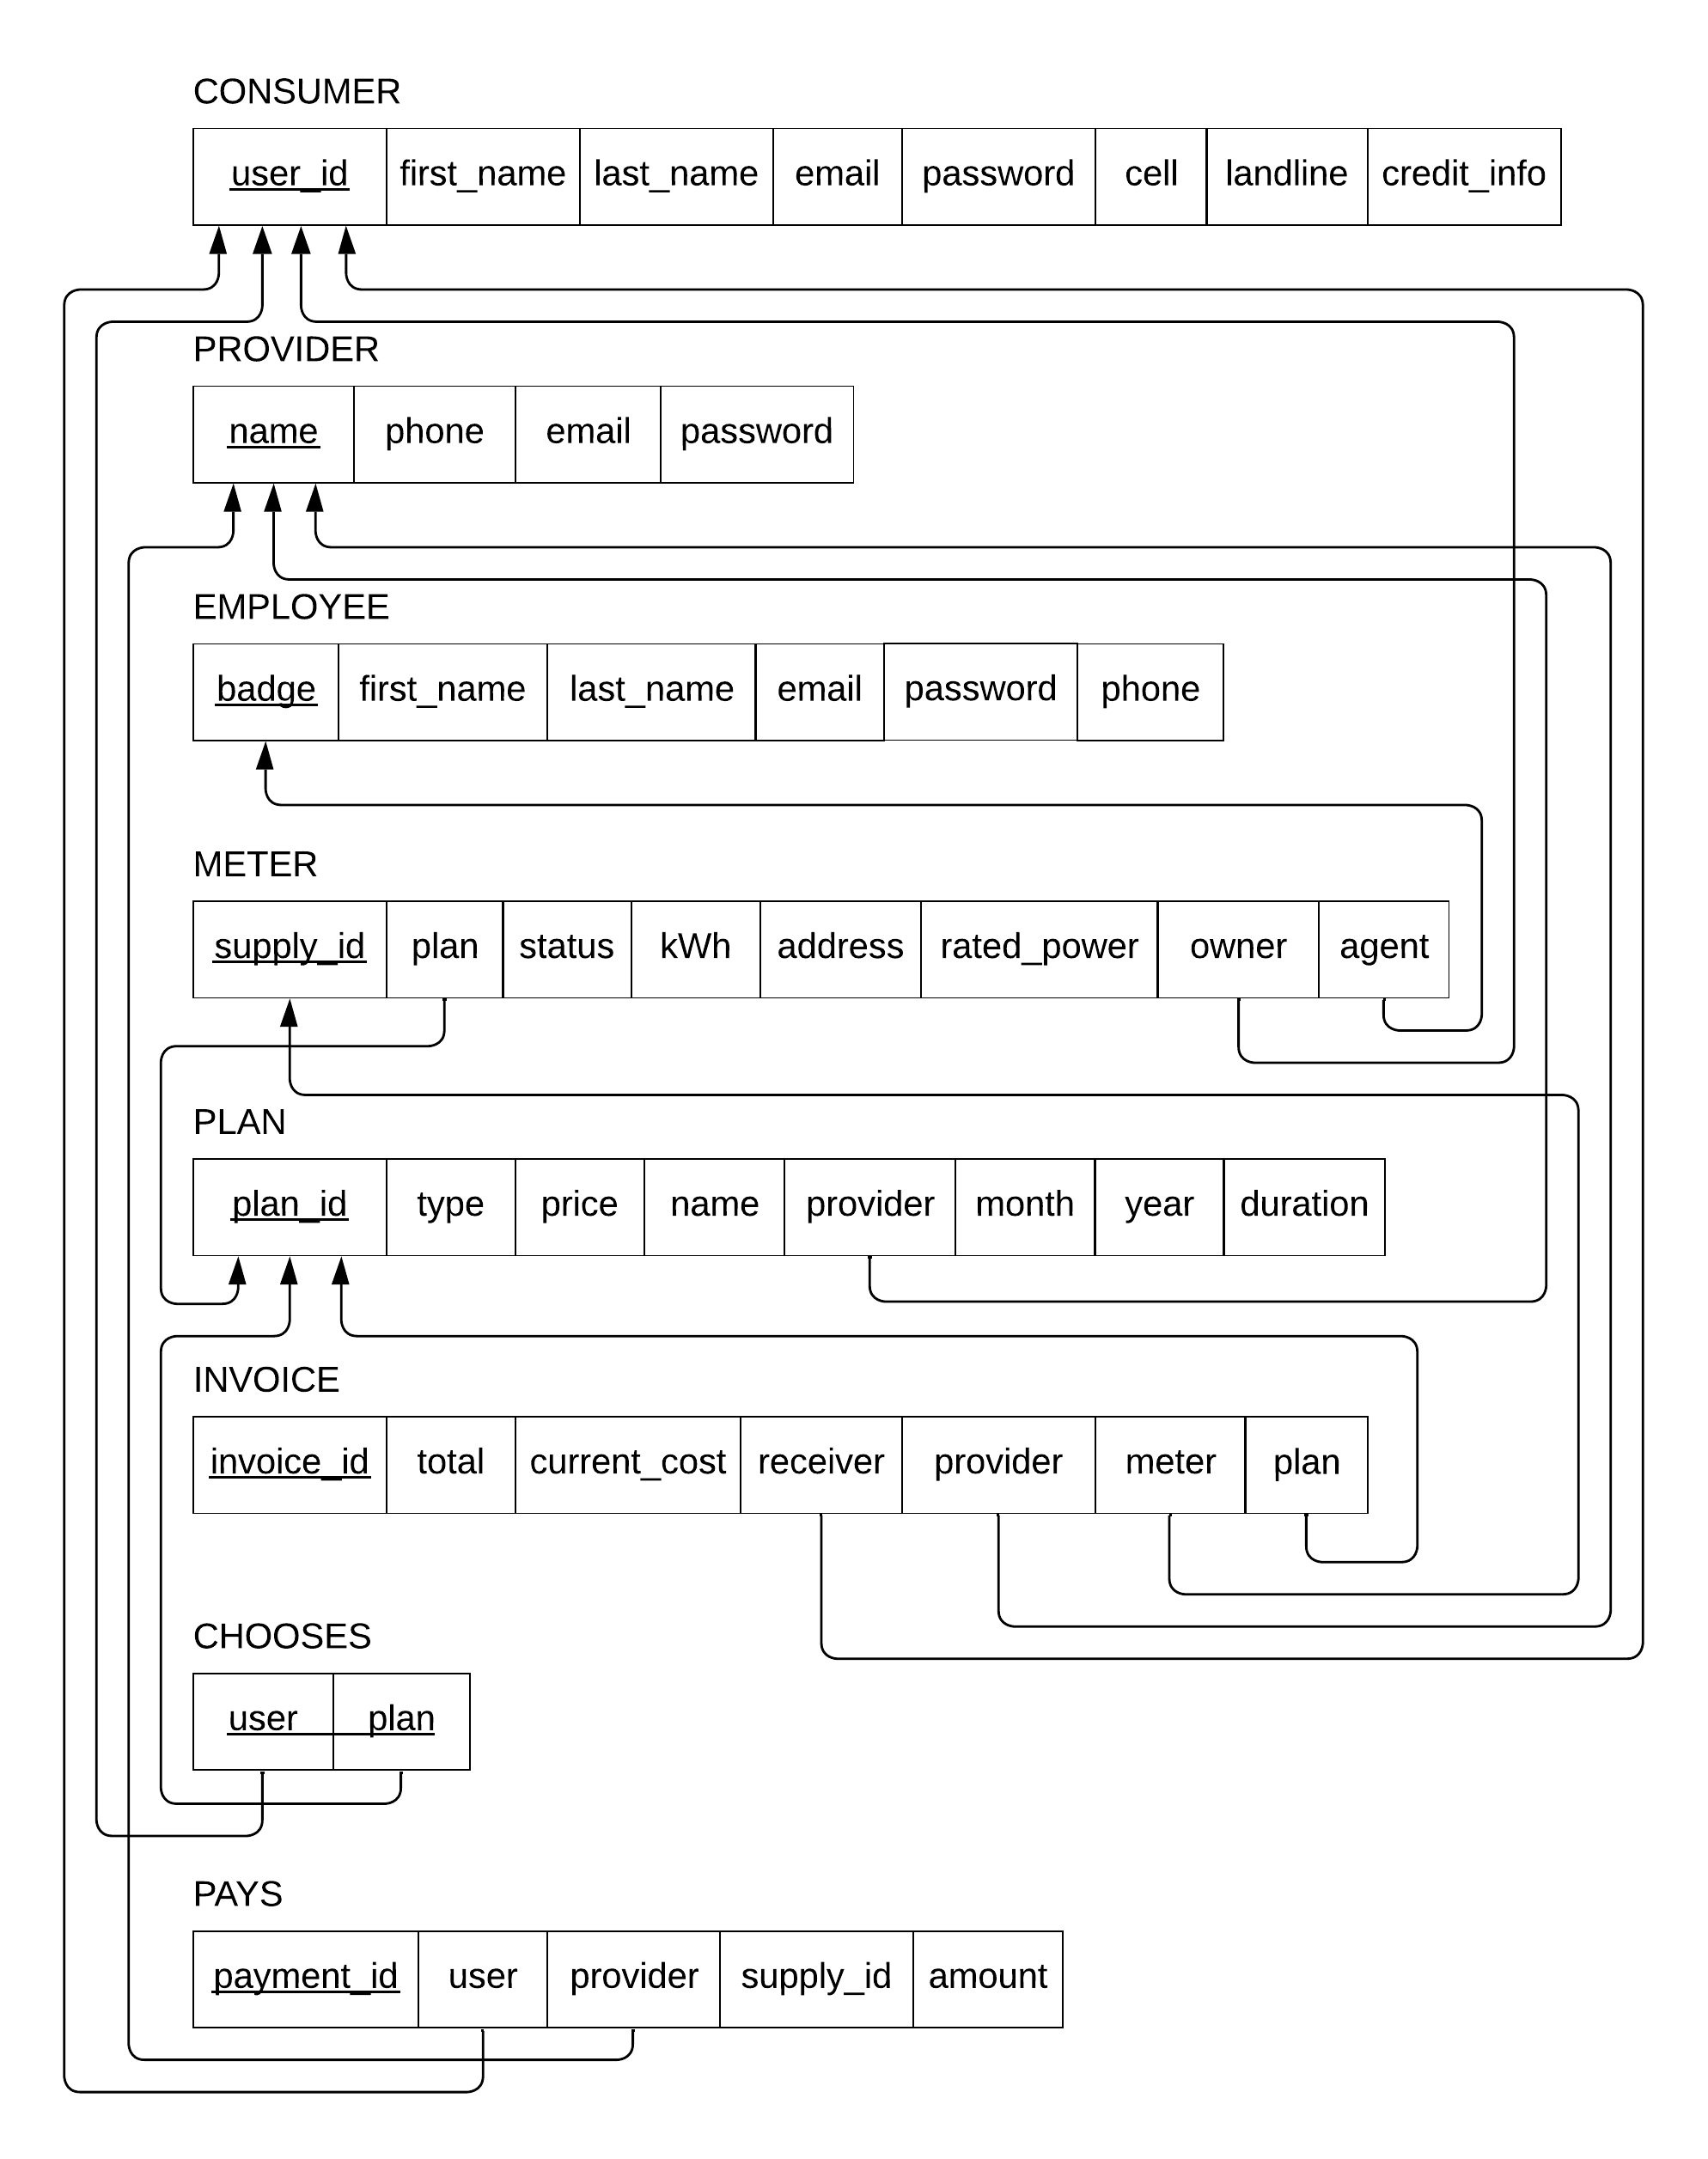 CONSUMER
user_id first_name last_name email password cell landline credit_info
PROVIDER
name phone email password
EMPLOYEE
badge first_name last_name email password phone
METER
supply_id plan status kWh address rated_power owner agent
PLAN
plan_id type price name provider month year duration
INVOICE
invoice_id total current_cost receiver provider meter plan
CHOOSES
user plan
PAYS
payment_id user provider supply_id amount